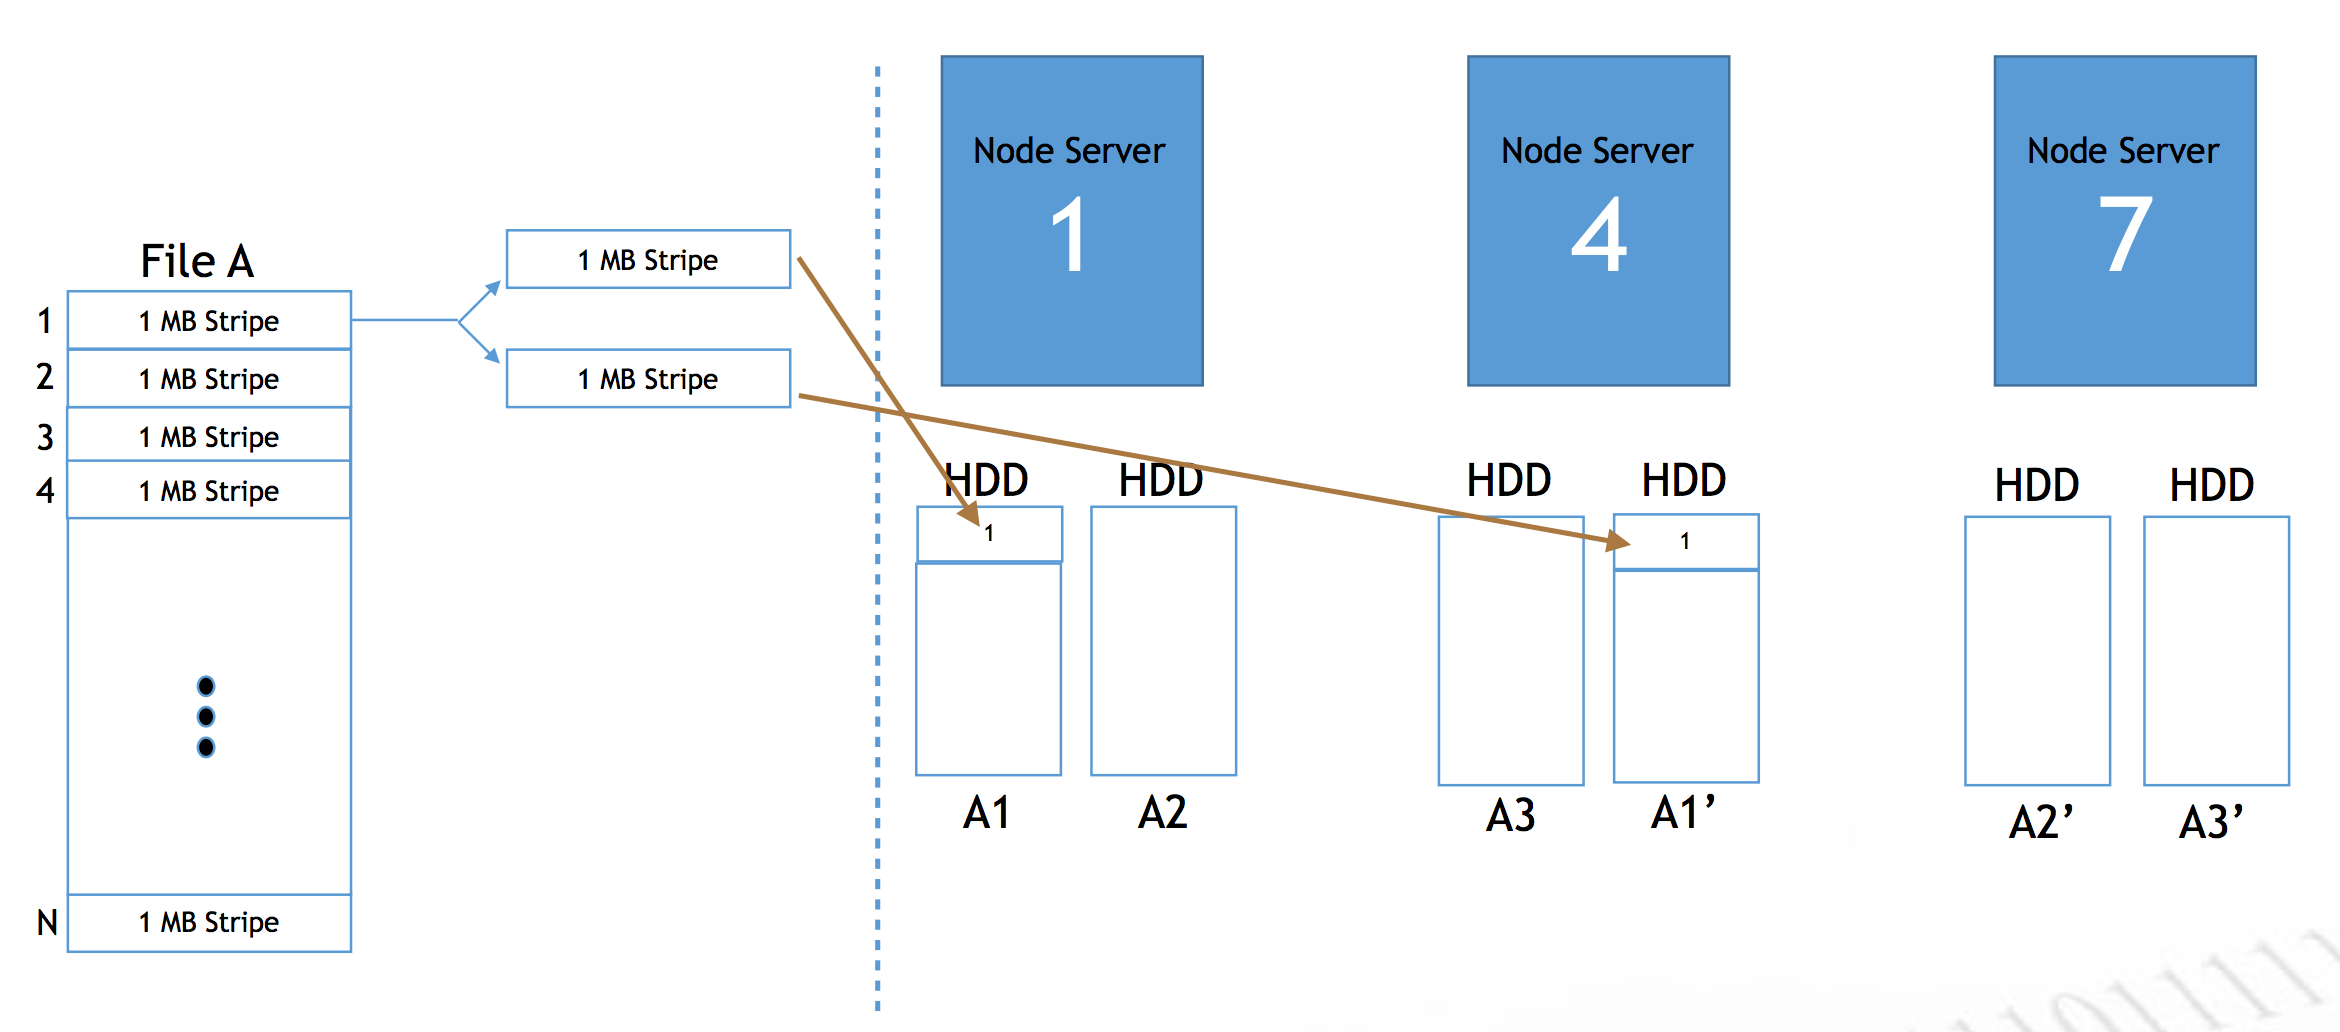 File A
1 1 MB Stripe
2 1 MB Stripe
3 1 MB Stripe
4 1 MB Stripe
N 1 MB Stripe
1 MB Stripe
1 MB Stripe
Node Server
1
Node Server
4
Node Server
7
HDD HDD HDD HDD HDD HDD
1 1
A1 A2 A3 A1’ A2’ A3’